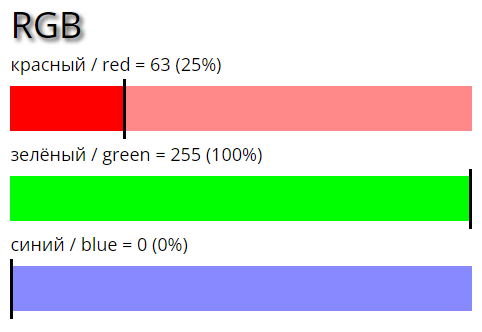 RGB
красный / red = 63 (25%)
зелёный / green = 255 (100%)
синий / blue = 0 (0%)